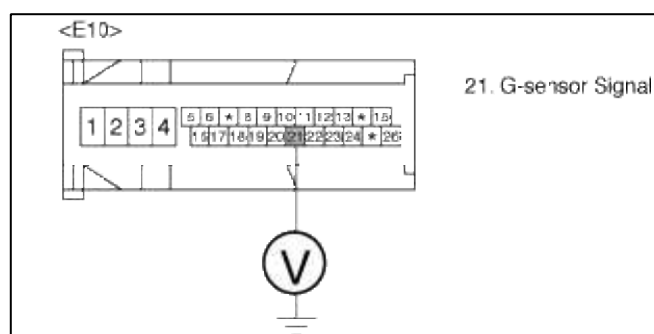 <E10>
21. G-sensor Signal
5 6 * 8 9 10 11 12 13 * 15
1 2 3 4
16 17 18 19 20 21 22 23 24 * 26
V